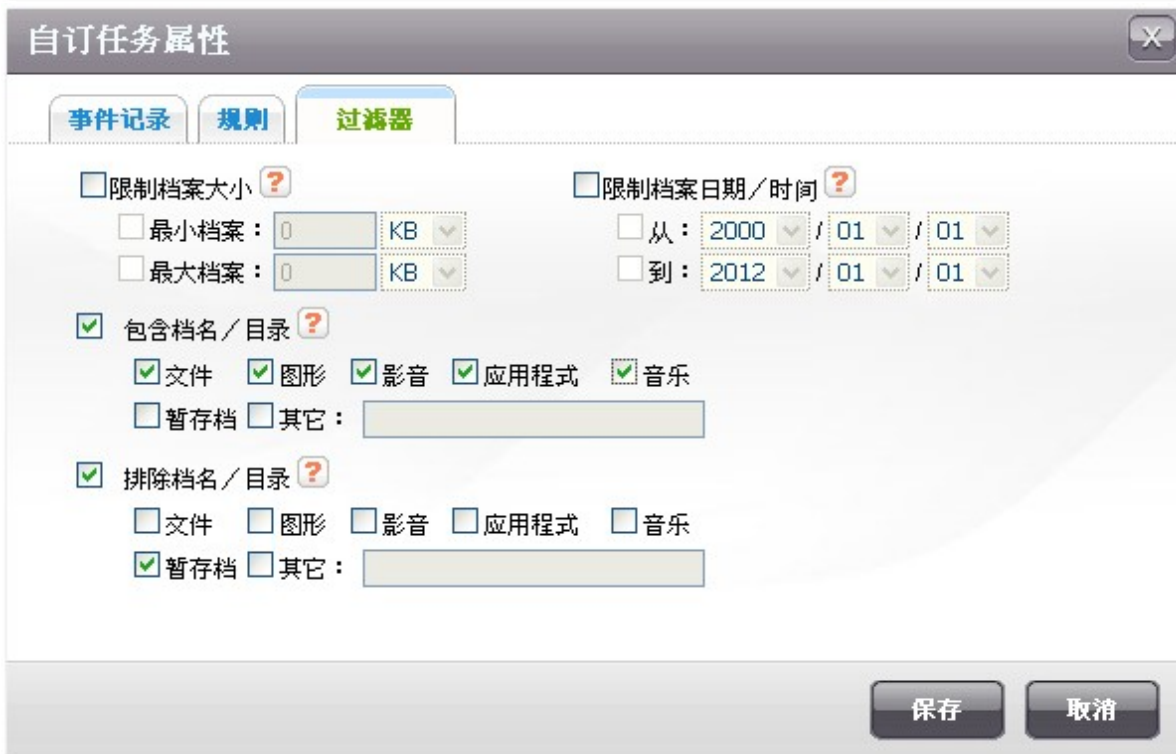 自订任务属性 X
事件记录 规则 过滤器
限制档案大小 ? 限制档案日期／时间 ?
最小档案： 0 KB 从： 2000 / 01 / 01
最大档案： 0 KB 到： 2012 / 01 / 01
包含档名／目录 ?
文件 图形 影音 应用程式 音乐
暂存档 其它：
排除档名／目录 ?
文件 图形 影音 应用程式 音乐
暂存档 其它：
保存 取消